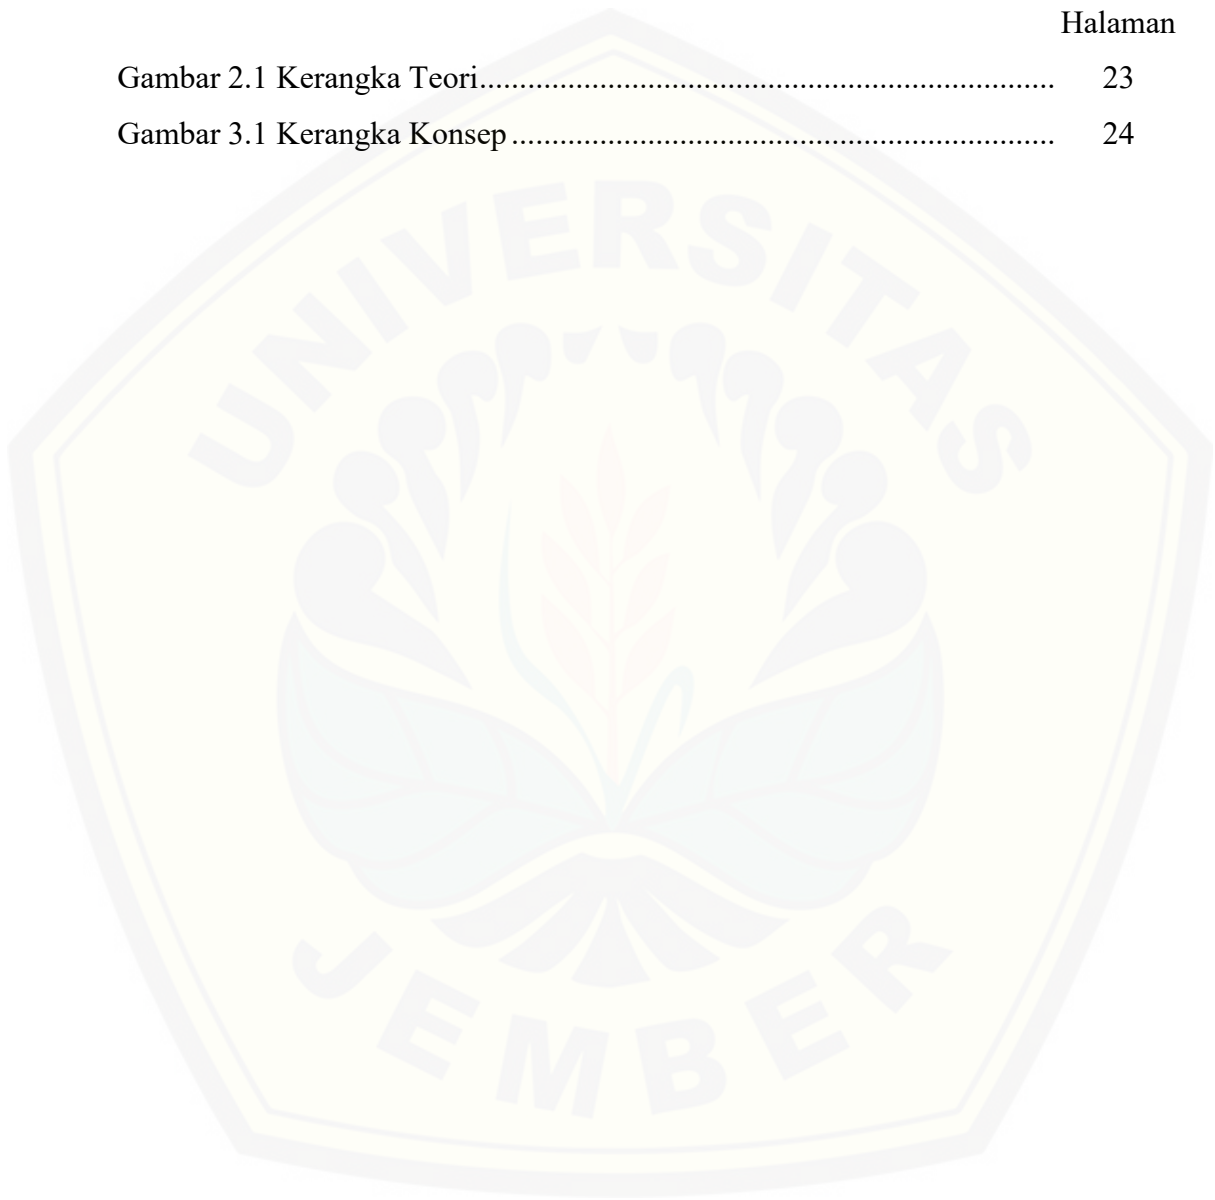 Halaman
Gambar 2.1 Kerangka Teori........................................................................ 23
Gambar 3.1 Kerangka Konsep.................................................................... 24
UNIVERSITAS
JEMBER